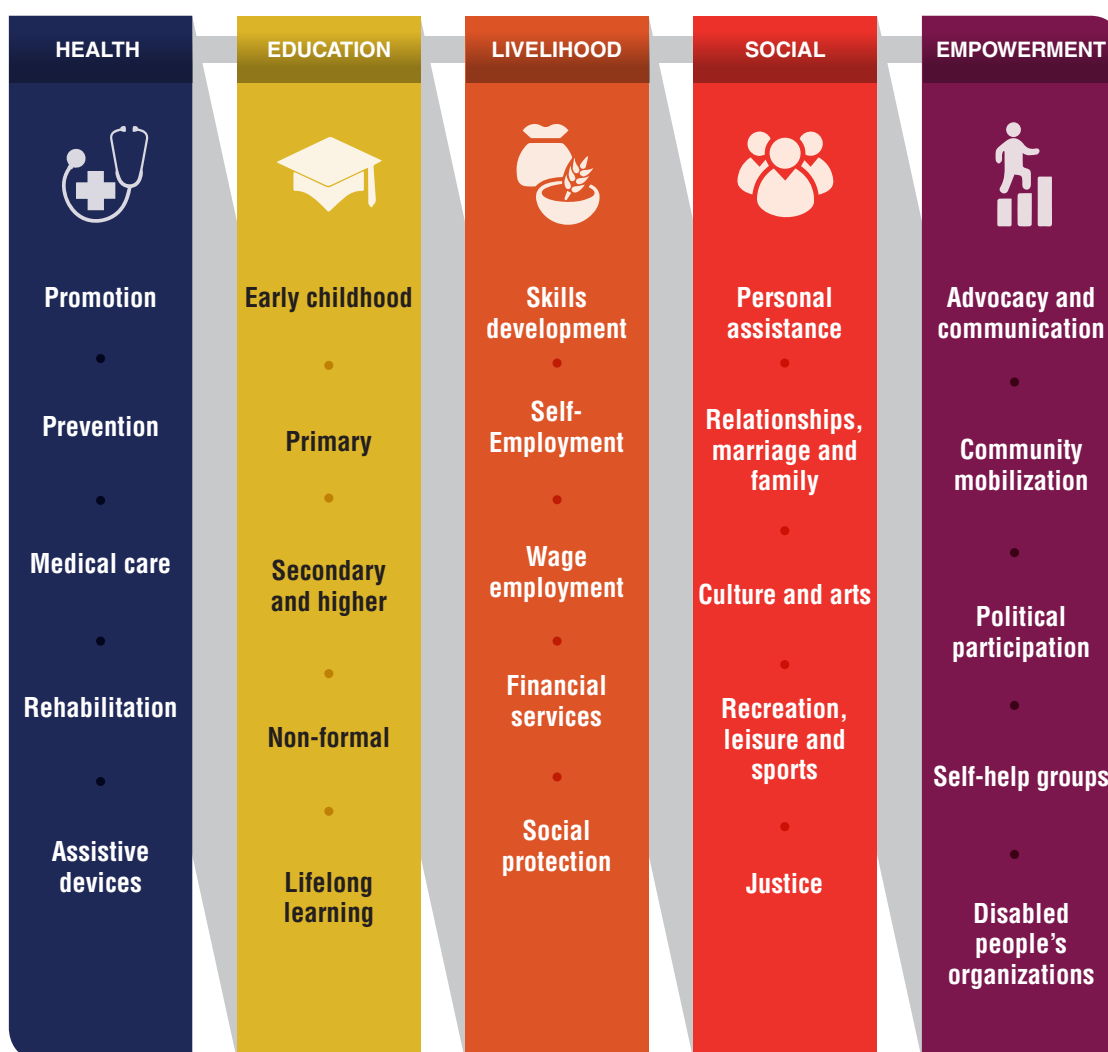 HEALTH
Promotion
Prevention
Medical care
Rehabilitation
Assistive
devices
EDUCATION
Early childhood
Primary
Secondary
and higher
Non-formal
Lifelong
learning
LIVELIHOOD
Skills
development
Self-
Employment
Wage
employment
Financial
services
Social
protection
SOCIAL
Personal
assistance
Relationships,
marriage and
family
Culture and arts
Recreation,
leisure and
sports
Justice
EMPOWERMENT
Advocacy and
communication
Community
mobilization
Political
participation
Self-help groups
Disabled
people’s
organizations